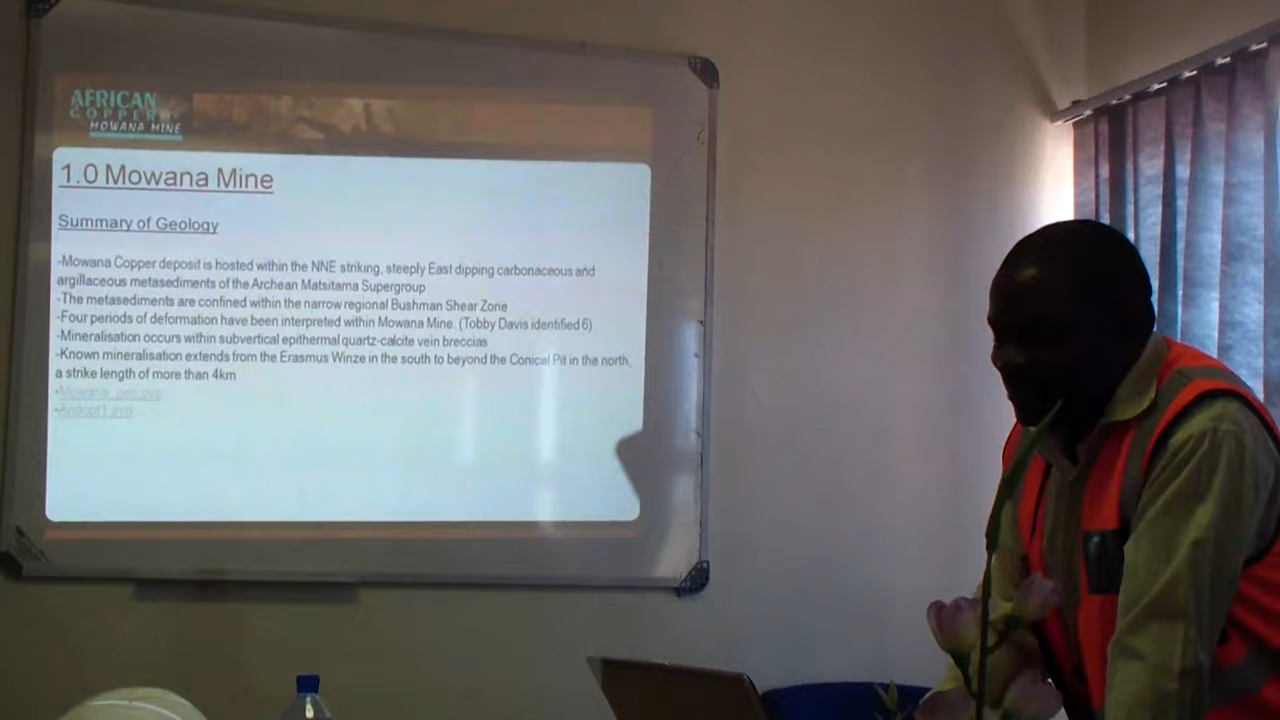 AFRICAN
COPPER
MOWANA MINE
1.0 Mowana Mine
Summary of Geology
-Mowana Copper deposit is hosted within the NNE striking, steeply East dipping carbonaceous and
argillaceous metasediments of the Archean Matsitama Supergroup
-The metasediments are confined within the narrow regional Bushman Shear Zone
-Four periods of deformation have been interpreted within Mowana Mine. (Tobby Davis identified 6)
-Mineralisation occurs within subvertical epithermal quartz-calcite vein breccias
-Known mineralisation extends from the Erasmus Winze in the south to beyond the Conical Pit in the north,
a strike length of more than 4km
-Mowana_geo.pvp
-Andopt1.pvp